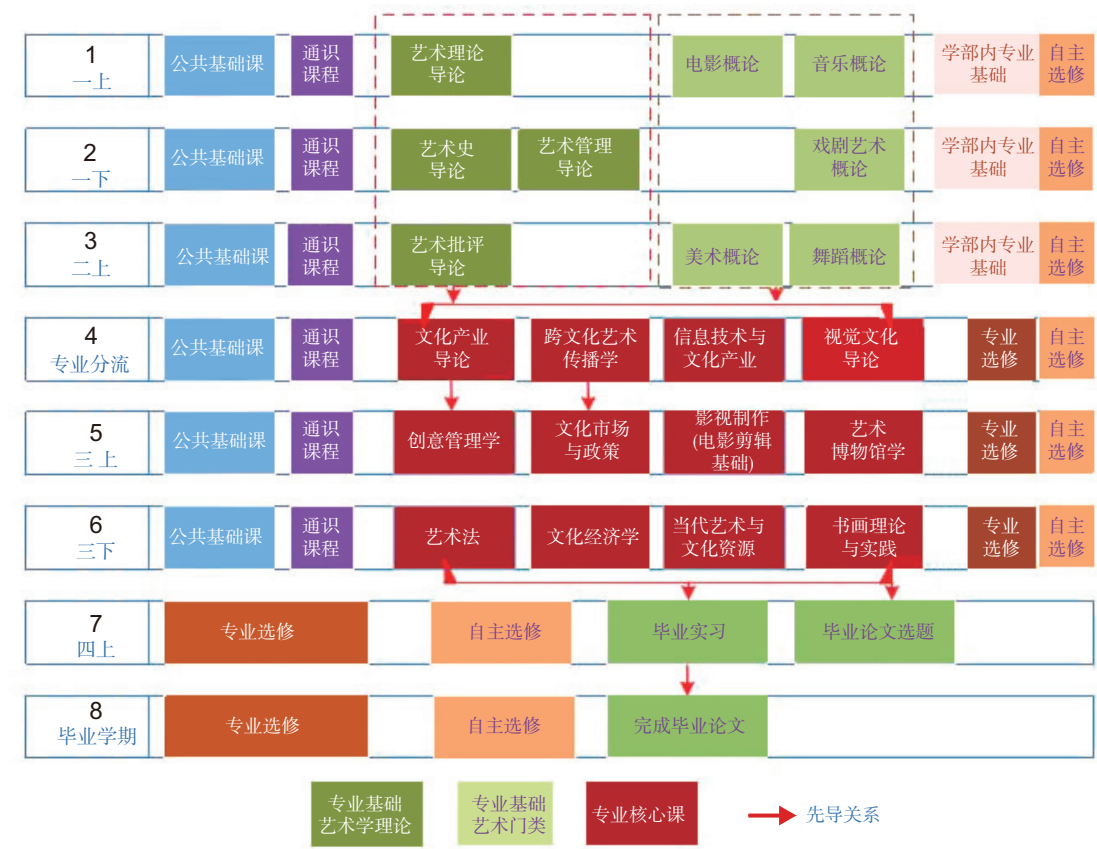 1
一上
公共基础课
通识
课程
艺术理论
导论
电影概论
音乐概论
学部内专业
基础
自主
选修
2
一下
公共基础课
通识
课程
艺术史
导论
艺术管理
导论
戏剧艺术
概论
学部内专业
基础
自主
选修
3
二上
公共基础课
通识
课程
艺术批评
导论
美术概论
舞蹈概论
学部内专业
基础
自主
选修
4
专业分流
公共基础课
通识
课程
文化产业
导论
跨文化艺术
传播学
信息技术与
文化产业
视觉文化
导论
专业
选修
自主
选修
5
三上
公共基础课
通识
课程
创意管理学
文化市场
与政策
影视制作
(电影剪辑
基础)
艺术
博物馆学
专业
选修
自主
选修
6
三下
公共基础课
通识
课程
艺术法
文化经济学
当代艺术与
文化资源
书画理论
与实践
专业
选修
自主
选修
7
四上
专业选修
自主选修
毕业实习
毕业论文选题
8
毕业学期
专业选修
自主选修
完成毕业论文
专业基础
艺术学理论
专业基础
艺术门类
专业核心课
先导关系